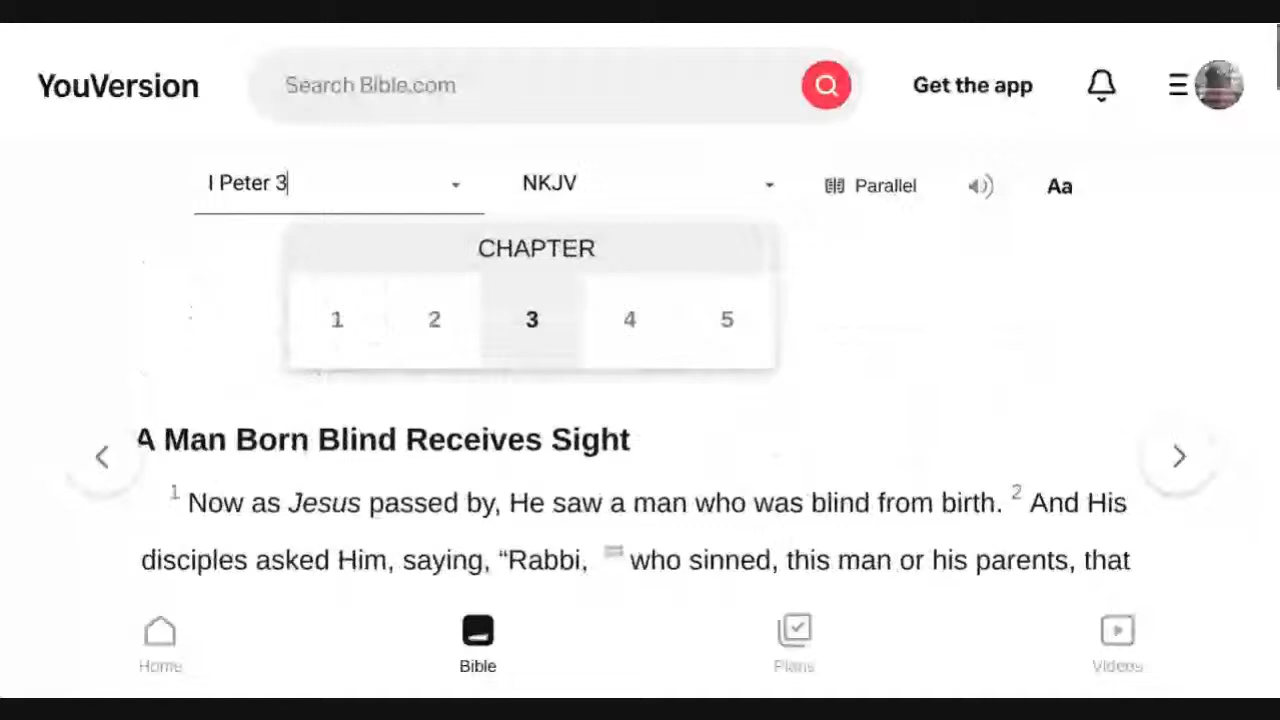 YouVersion
Search Bible.com
Get the app
I Peter 3
NKJV
Parallel
Aa
CHAPTER
1 2 3 4 5
A Man Born Blind Receives Sight
1 Now as Jesus passed by, He saw a man who was blind from birth. 2 And His
disciples asked Him, saying, “Rabbi, who sinned, this man or his parents, that
Home
Bible
Plans
Videos